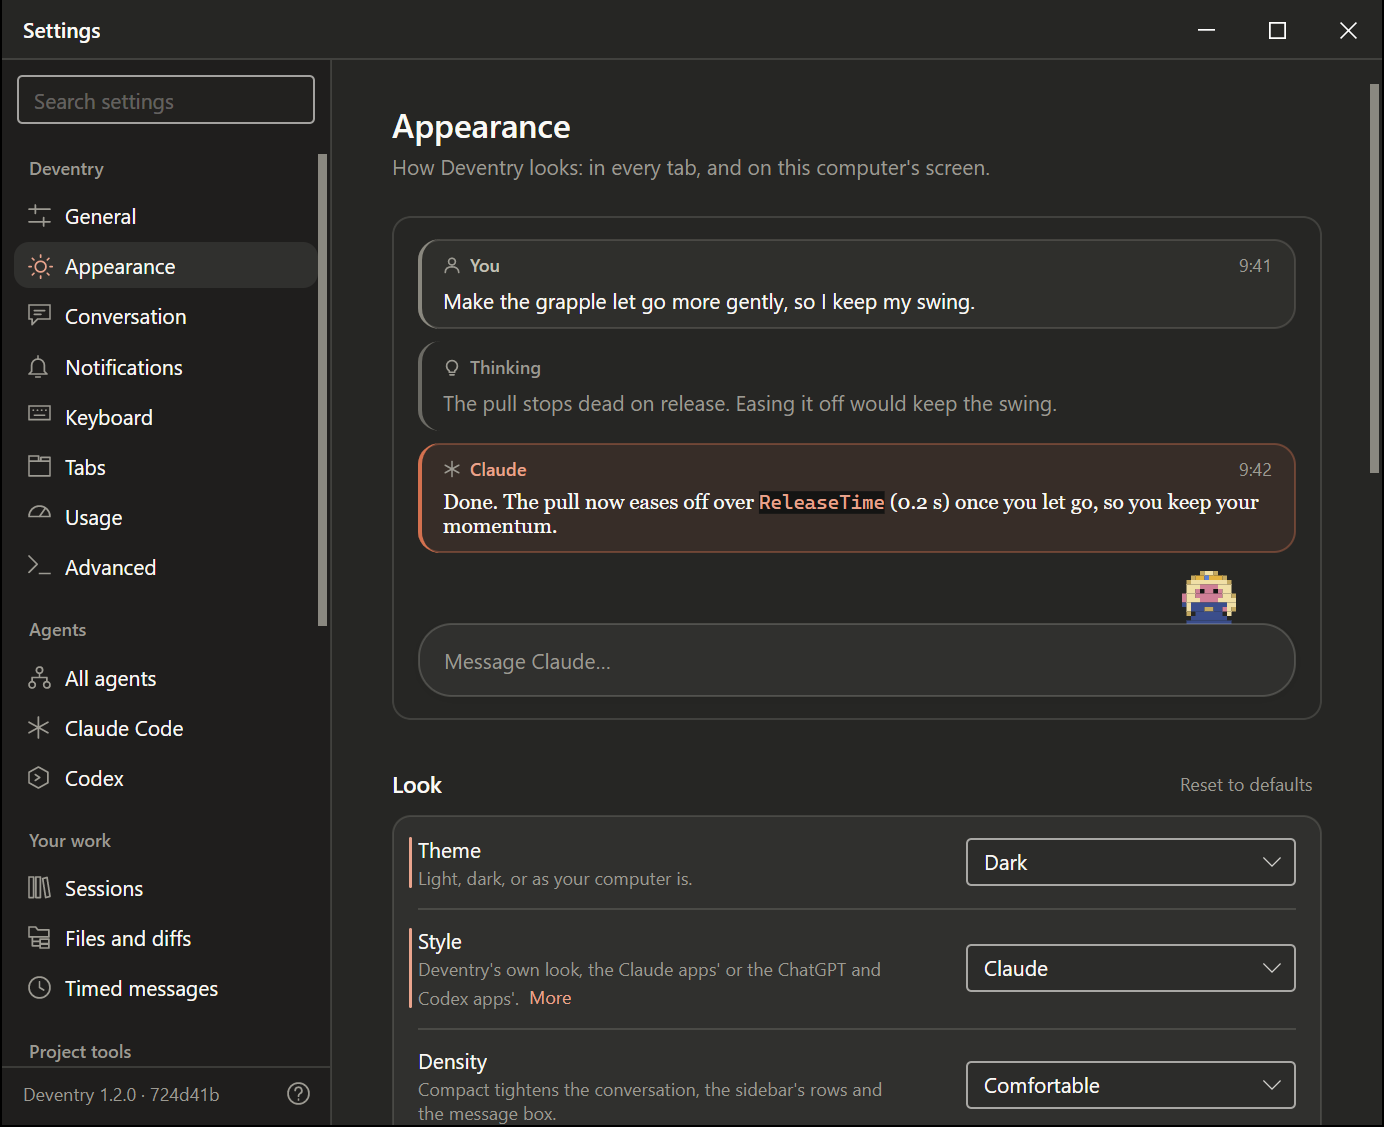 Settings
Search settings
Deventry
General
Appearance
Conversation
Notifications
Keyboard
Tabs
Usage
Advanced
Agents
All agents
Claude Code
Codex
Your work
Sessions
Files and diffs
Timed messages
Project tools
Deventry 1.2.0 · 724d41b
Appearance
How Deventry looks: in every tab, and on this computer's screen.
You 9:41
Make the grapple let go more gently, so I keep my swing.
Thinking
The pull stops dead on release. Easing it off would keep the swing.
Claude 9:42
Done. The pull now eases off over ReleaseTime (0.2 s) once you let go, so you keep your
momentum.
Message Claude...
Look Reset to defaults
Theme
Light, dark, or as your computer is.
Dark
Style
Deventry's own look, the Claude apps' or the ChatGPT and
Codex apps'. More
Claude
Density
Compact tightens the conversation, the sidebar's rows and
the message box.
Comfortable